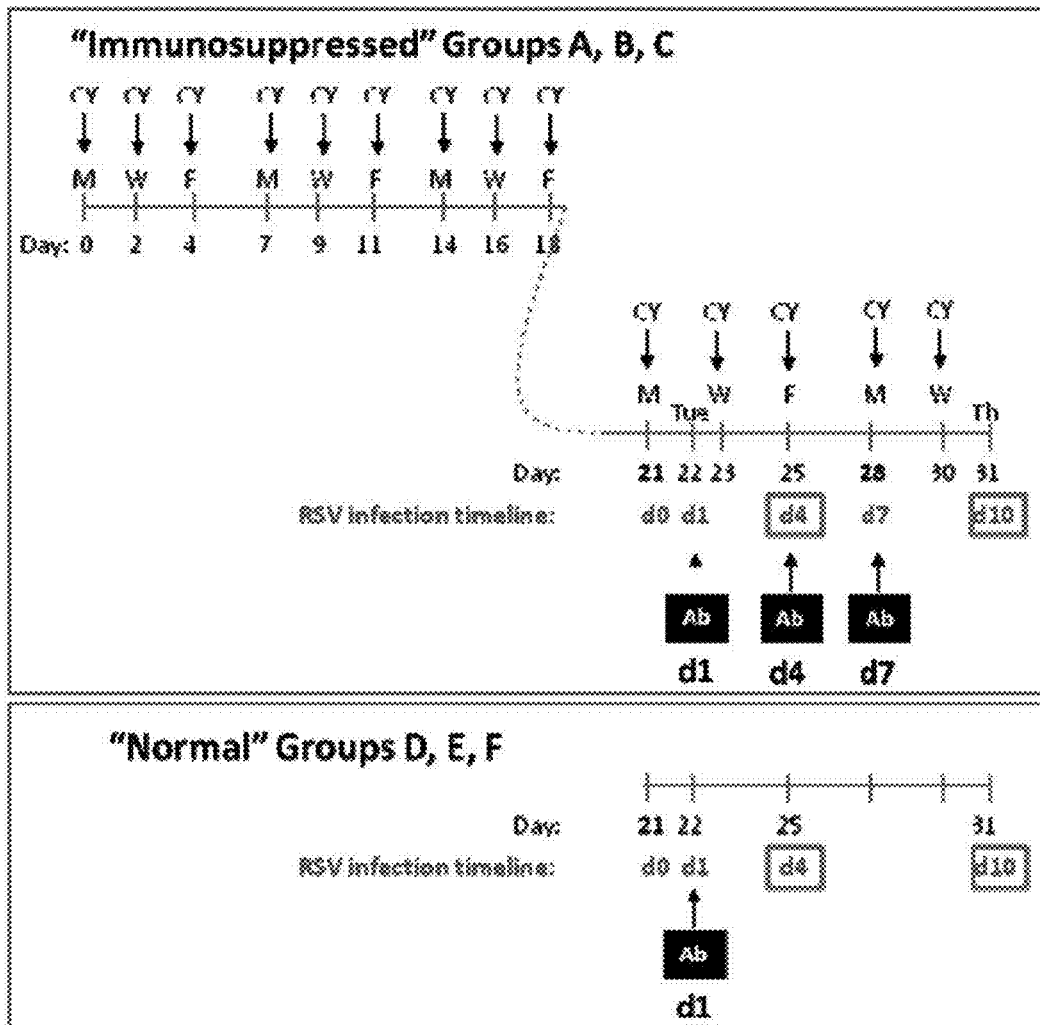 “Immunosuppressed” Groups A, B, C
CY CY CY CY CY CY CY CY CY
M W F M W F M W F
Day: 0 2 4 7 9 11 14 16 18
CY CY CY CY CY
M W F M W
Tue Th
Day: 21 22 23 25 28 30 31
RSV infection timeline: d0 d1 d4 d7 d10
Ab Ab Ab
d1 d4 d7
“Normal” Groups D, E, F
Day: 21 22 25 31
RSV infection timeline: d0 d1 d4 d10
Ab
d1